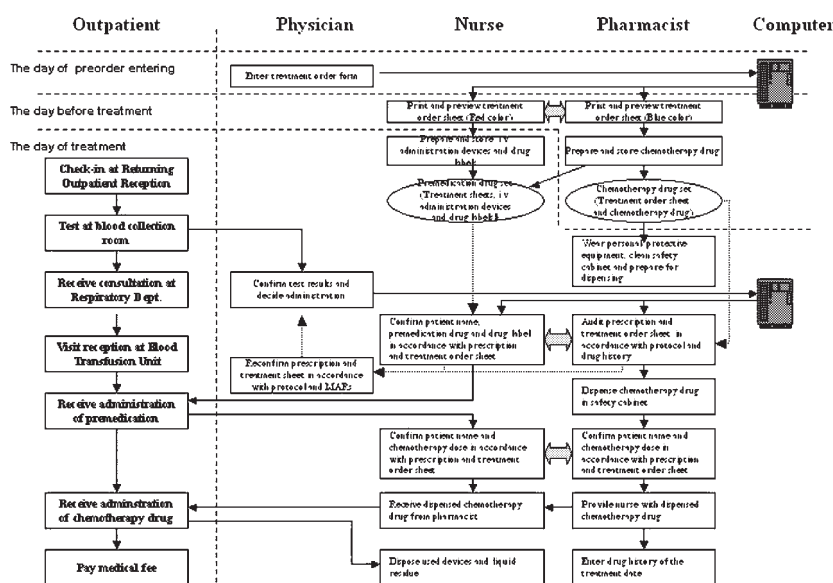 Outpatient
Physician
Nurse
Pharmacist
Computer
The day of preorder entering
Enter treatment order form
The day before treatment
Print and preview treatment
order sheet (Red color)
Print and preview treatment
order sheet (Blue color)
The day of treatment
Prepare and store i.v
administration devices and drug
Prepare and store chemotherapy drug
Check-in at Returning
Outpatient Reception
Premedication drug set
(Treatment sheets, i.v
administration devices
and drug
Chemotherapy drug set
(Treatment order sheet
and chemotherapy drug)
Test at blood collection
room
Wear personal protective
equipment, clean safety
cabinet and prepare for
dispensing
Receive consultation at
Respiratory Dept.
Confirm test results and
decide administration
Visit reception at Blood
Transfusion Unit
Confirm patient name,
premedication drug and drug label
in accordance with prescription
and treatment order sheet
Audit prescription and
treatment order sheet in
accordance with protocol and
drug history
Reconfirm prescription and
treatment sheet in accordance
with protocol and MAFs
Receive administration
of premedication
Dispense chemotherapy drug
in safety cabinet
Confirm patient name and
chemotherapy dose in accordance
with prescription and treatment
order sheet
Confirm patient name and
chemotherapy dose in accordance
with prescription and treatment
order sheet
Receive adminstration
of chemotherapy drug
Receive dispensed chemotherapy
drug from pharmacist
Provide nurse with dispensed
chemotherapy drug
Pay medical fee
Dispose used devices and liquid
residue
Enter drug history of the
treatment date